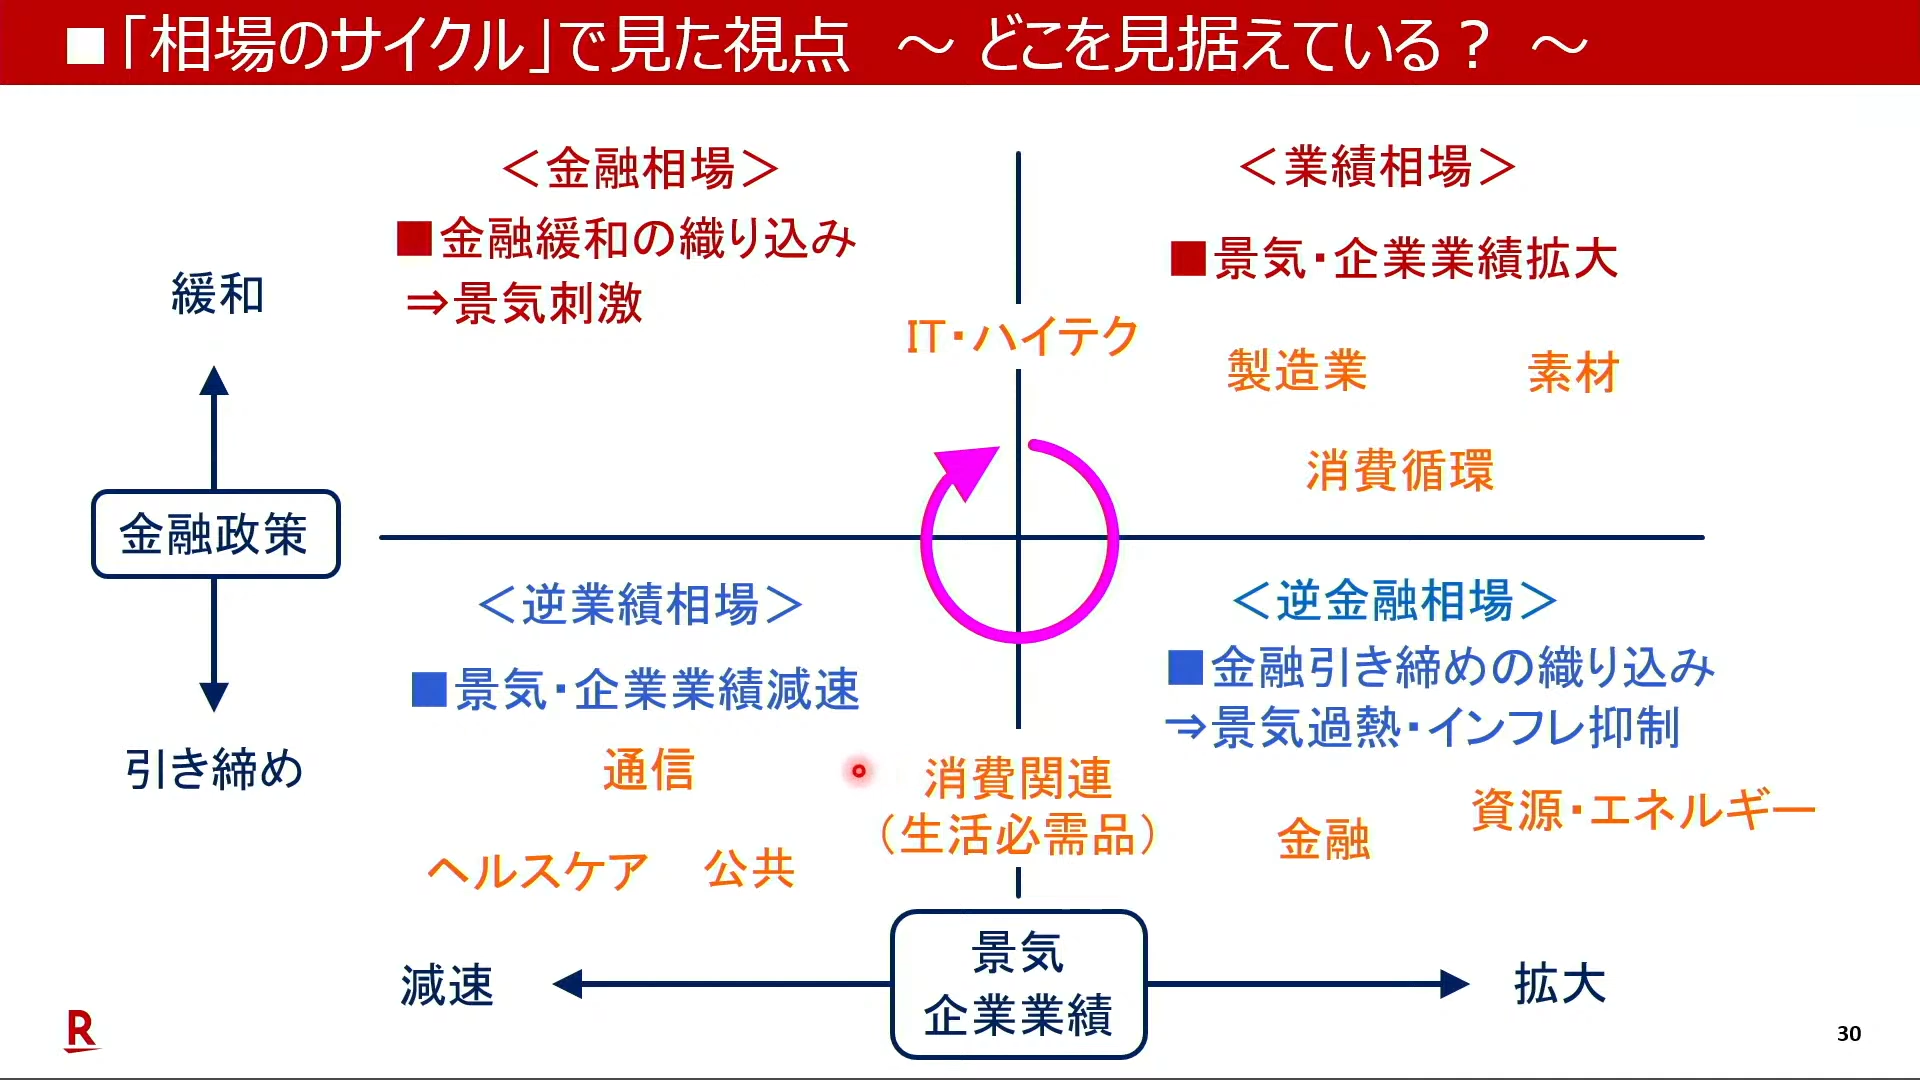 ■「相場のサイクル」で見た視点 ～ どこを見据えている？ ～
＜金融相場＞
■金融緩和の織り込み
⇒景気刺激
＜業績相場＞
■景気・企業業績拡大
IT・ハイテク
製造業
素材
消費循環
緩和
金融政策
引き締め
＜逆業績相場＞
■景気・企業業績減速
通信
ヘルスケア
公共
消費関連
（生活必需品）
＜逆金融相場＞
■金融引き締めの織り込み
⇒景気過熱・インフレ抑制
金融
資源・エネルギー
減速
景気
企業業績
拡大
R
30